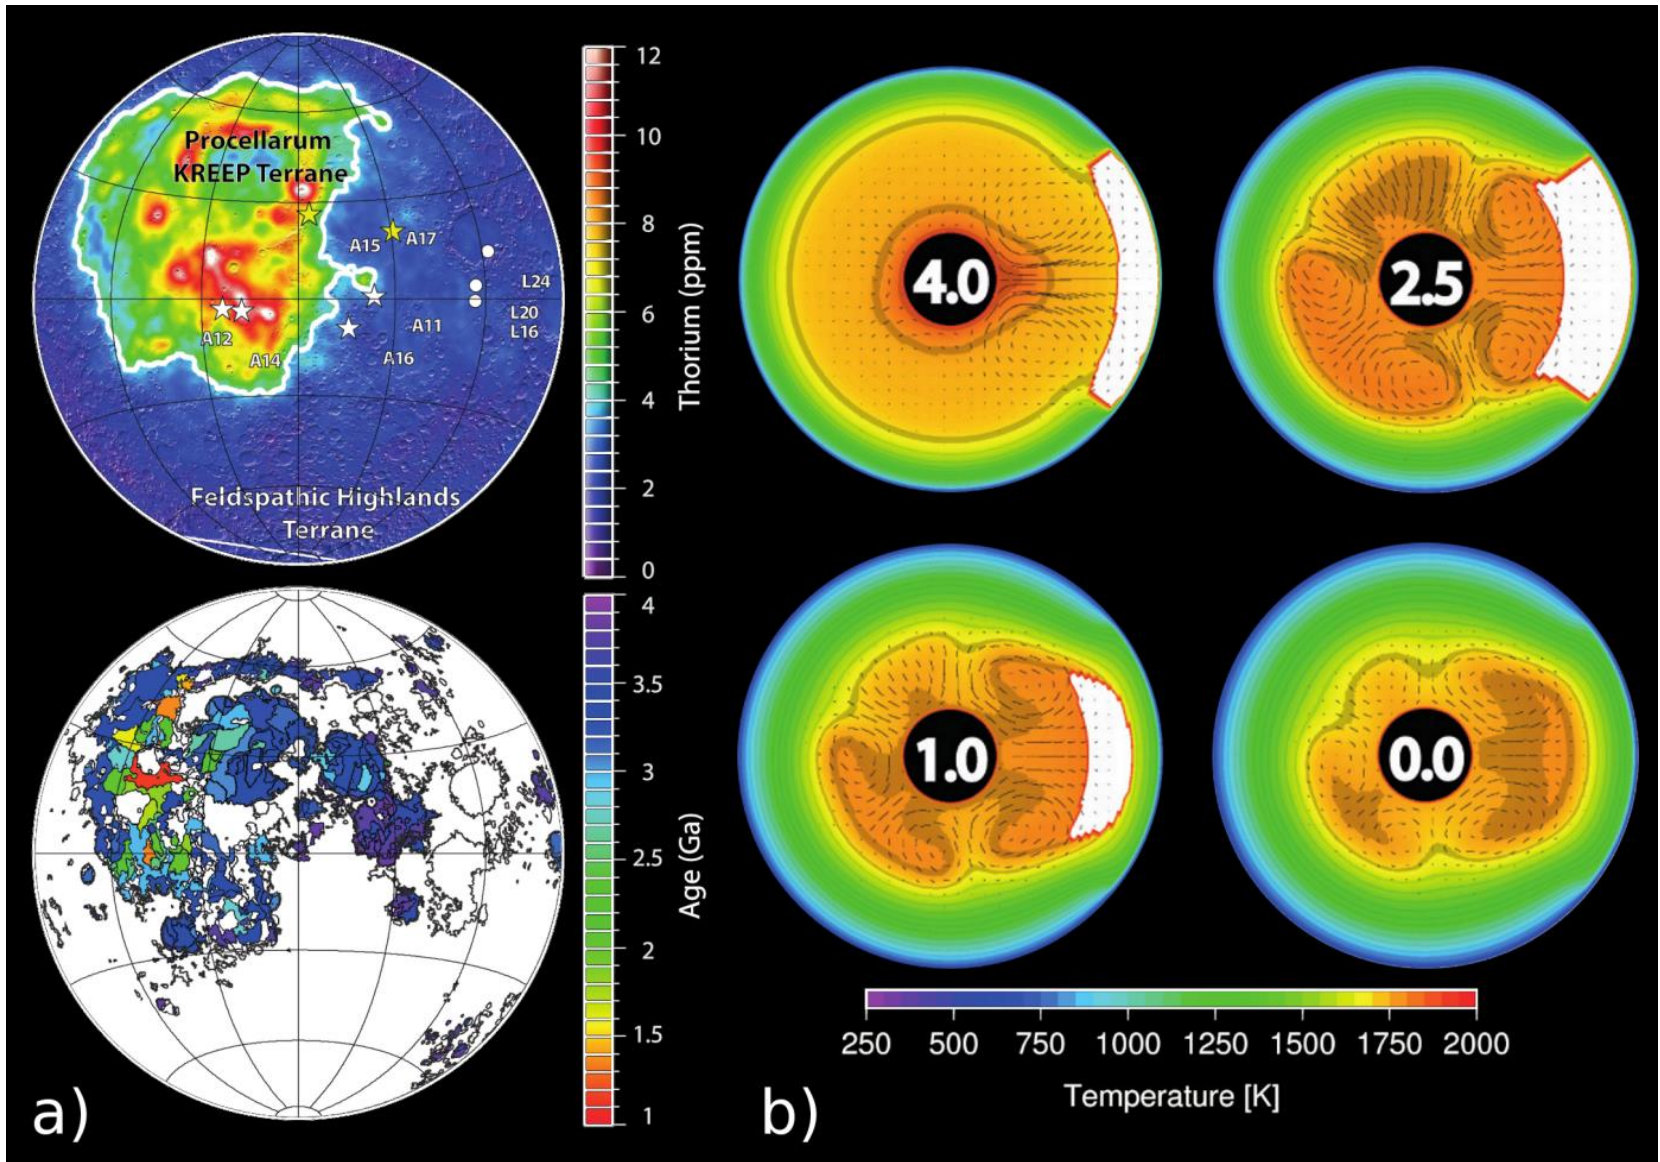 Procellarum
KREEP Terrane
A15
A17
L24
L20
L16
A12
A14
A11
A16
Feldspathic Highlands
Terrane
12
10
8
6
4
2
0
Thorium (ppm)
4
3.5
3
2.5
2
1.5
1
Age (Ga)
a)
4.0
2.5
1.0
0.0
250 500 750 1000 1250 1500 1750 2000
Temperature [K]
b)